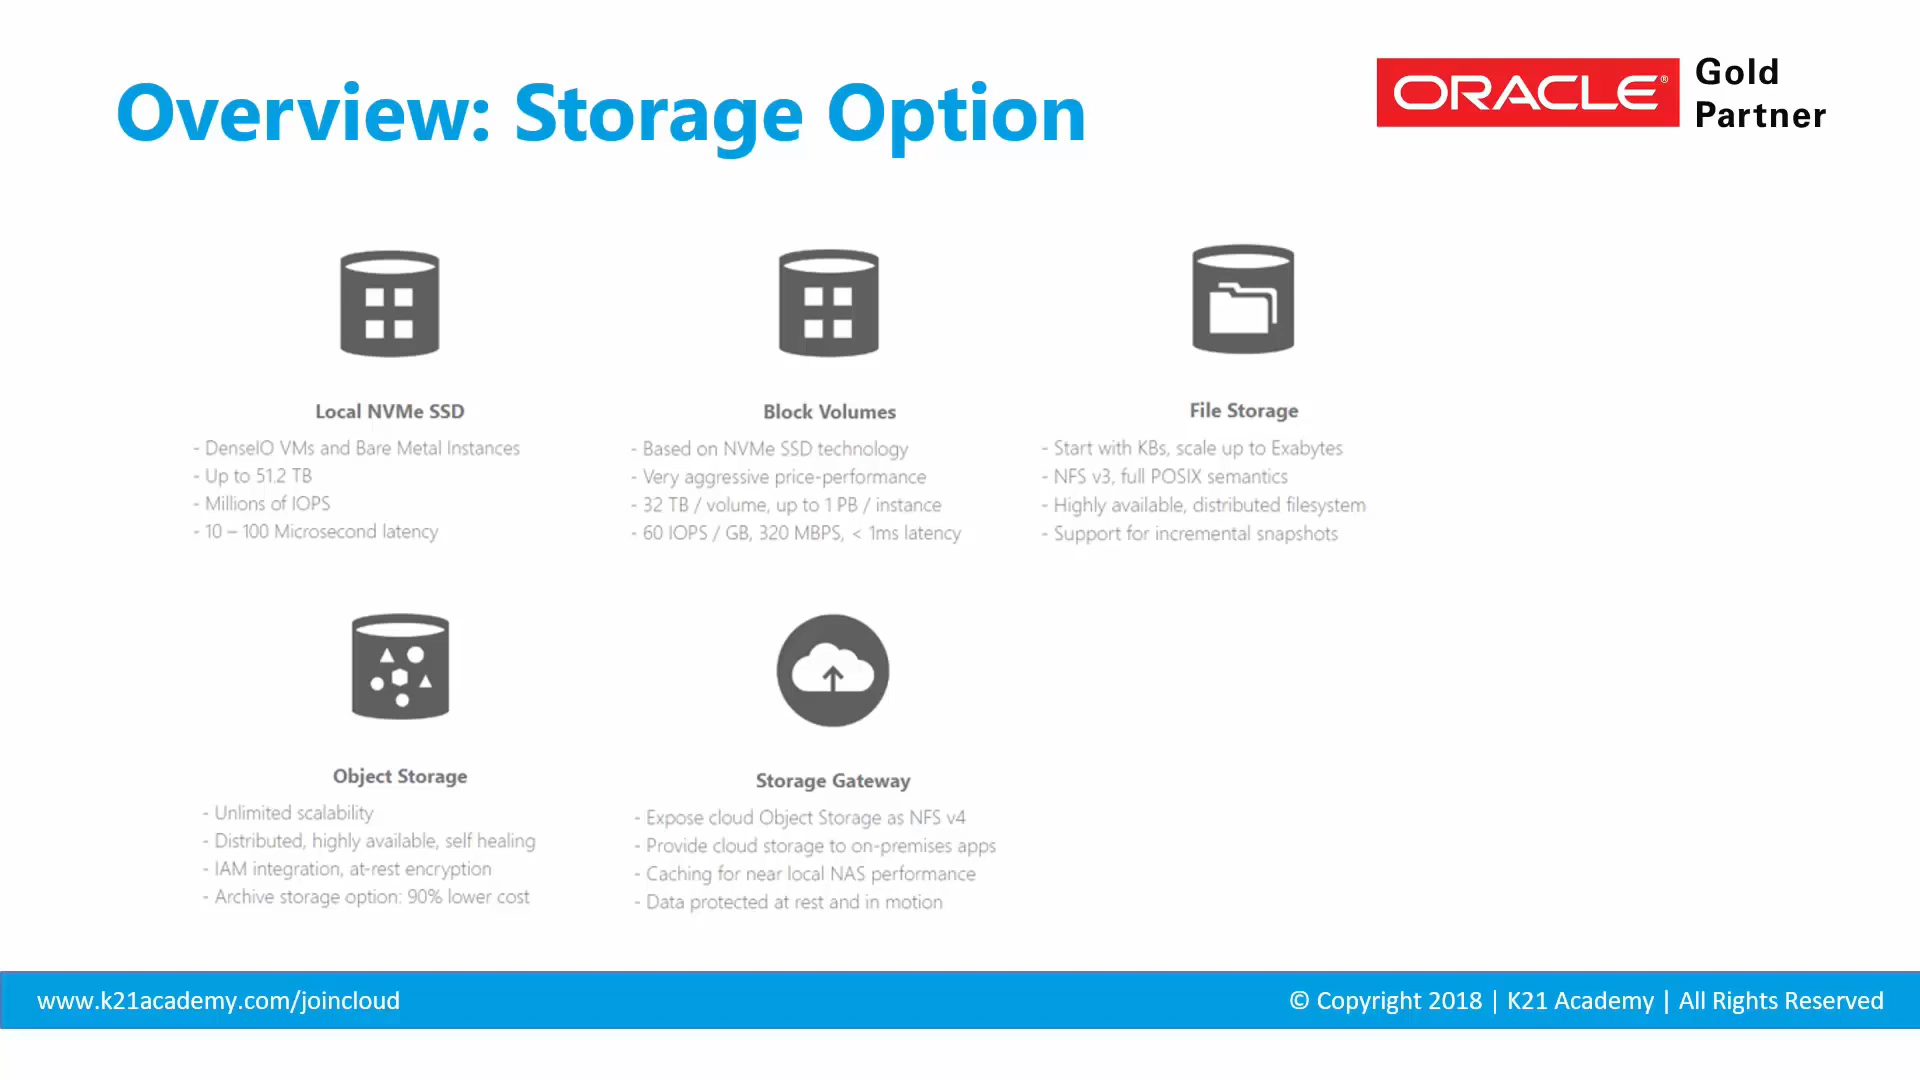 Overview: Storage Option
ORACLE®
Gold
Partner
Local NVMe SSD
- DenseIO VMs and Bare Metal Instances
- Up to 51.2 TB
- Millions of IOPS
- 10 – 100 Microsecond latency
Block Volumes
- Based on NVMe SSD technology
- Very aggressive price-performance
- 32 TB / volume, up to 1 PB / instance
- 60 IOPS / GB, 320 MBPS, < 1ms latency
File Storage
- Start with KBs, scale up to Exabytes
- NFS v3, full POSIX semantics
- Highly available, distributed filesystem
- Support for incremental snapshots
Object Storage
- Unlimited scalability
- Distributed, highly available, self healing
- IAM integration, at-rest encryption
- Archive storage option: 90% lower cost
Storage Gateway
- Expose cloud Object Storage as NFS v4
- Provide cloud storage to on-premises apps
- Caching for near local NAS performance
- Data protected at rest and in motion
www.k21academy.com/joincloud
© Copyright 2018 | K21 Academy | All Rights Reserved